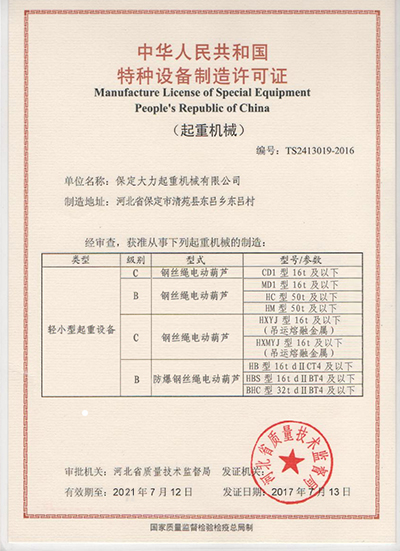 中华人民共和国
特种设备制造许可证
Manufacture License of Special Equipment
People's Republic of China
（起重机械）
编号：TS2413019-2016
单位名称：保定大力起重机械有限公司
制造地址：河北省保定市清苑县东吕乡东吕村
经审查，获准从事下列起重机械的制造：
类型 级别 型式 型号/参数
轻小型起重设备
C 钢丝绳电动葫芦 CD1 型 16t 及以下
B 钢丝绳电动葫芦 MD1 型 16t 及以下
HC 型 50t 及以下
HM 型 50t 及以下
C 钢丝绳电动葫芦 HXYJ 型 16t 及以下
（吊运熔融金属）
HXMYJ 型 16t 及以下
（吊运熔融金属）
B 防爆钢丝绳电动葫芦 HB 型 16t dⅡCT4 及以下
HBS 型 16t dⅡBT4 及以下
BHC 型 32t dⅡBT4 及以下
河北省质量技术监督局
审批机关：河北省质量技术监督局 发证机关：
有效期至：2021 年 7 月 12 日 发证日期：2017 年 7 月 13 日
国家质量监督检验检疫总局制